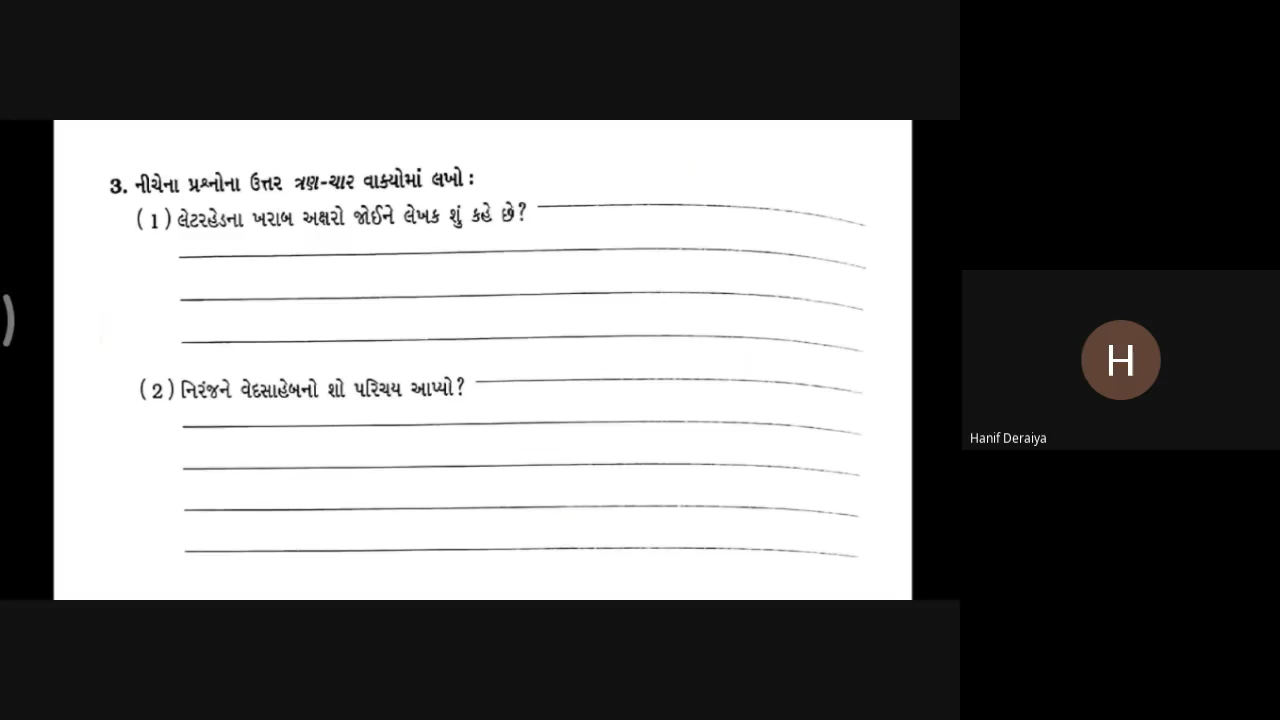 3. નીચેના પ્રશ્નોના ઉત્તર ત્રણ-ચાર વાક્યોમાં લખો :
(1) લેટરહેડના ખરાબ અક્ષરો જોઈને લેખક શું કહે છે?
(2) નિરંજને વેદસાહેબનો શો પરિચય આપ્યો?
H
Hanif Deraiya